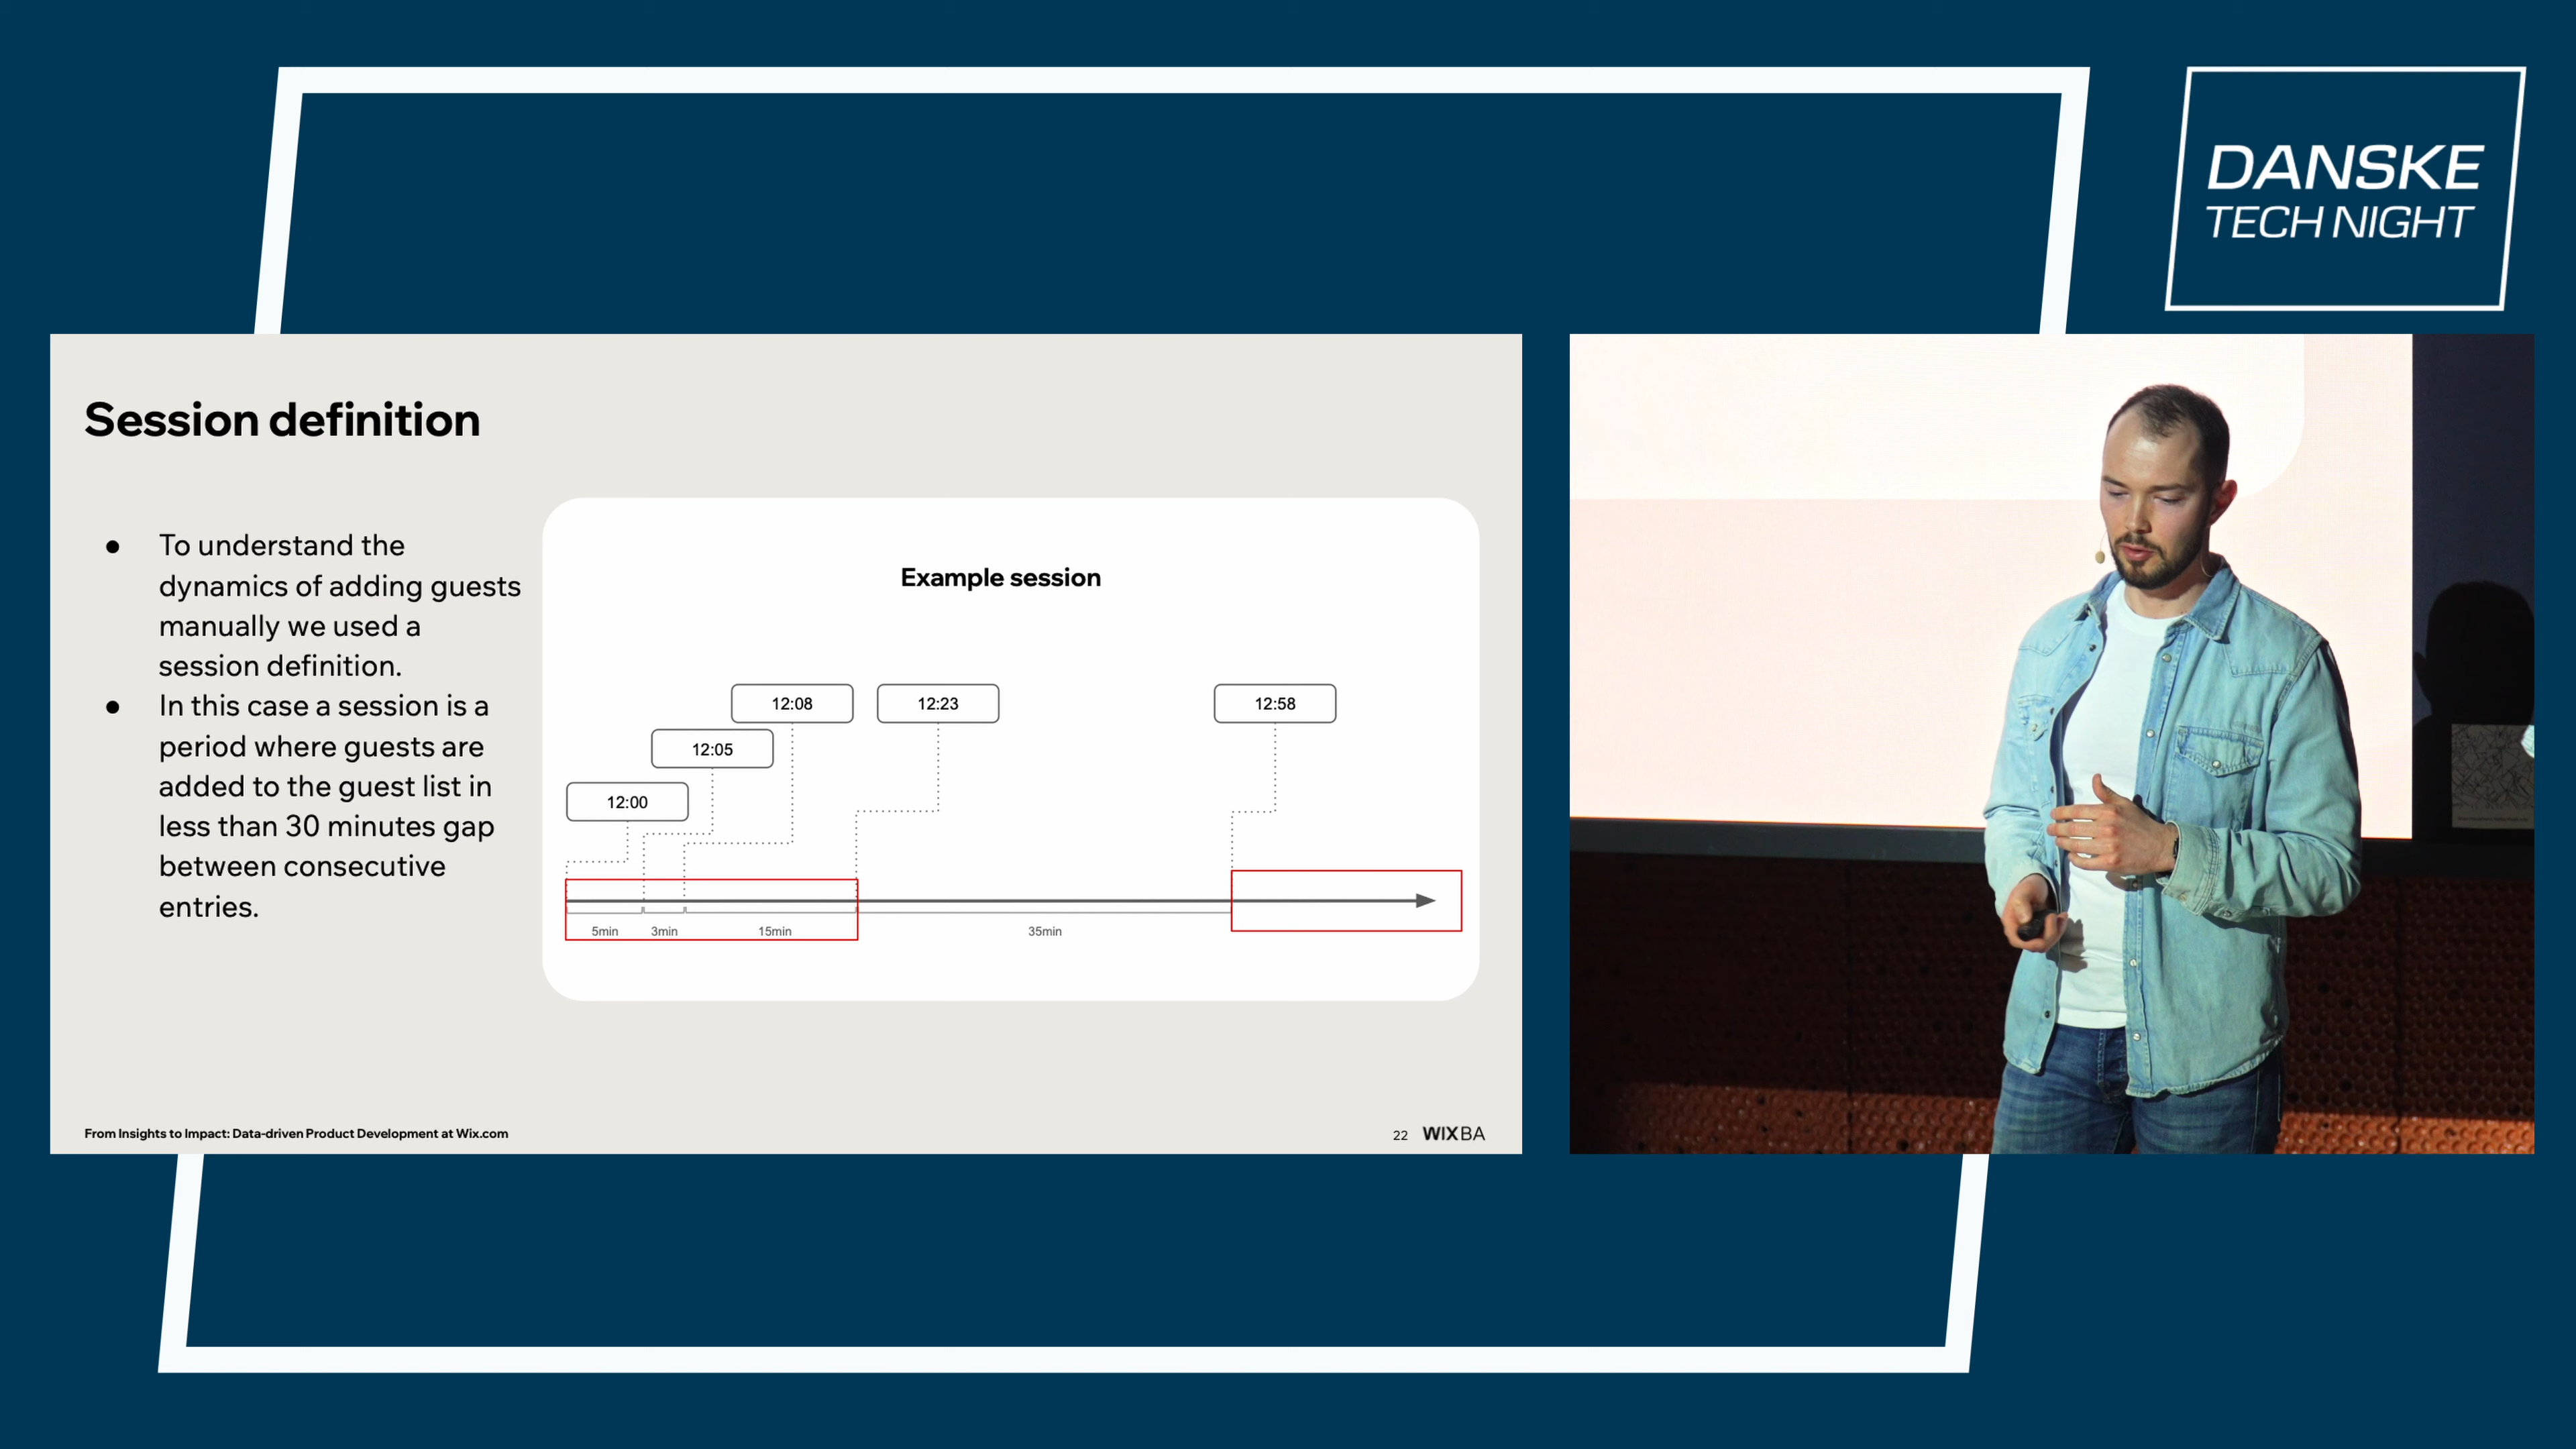 DANSKE
TECH NIGHT
Session definition
● To understand the
dynamics of adding guests
manually we used a
session definition.
● In this case a session is a
period where guests are
added to the guest list in
less than 30 minutes gap
between consecutive
entries.
Example session
12:08
12:23
12:58
12:05
12:00
5min
3min
15min
35min
From Insights to Impact: Data-driven Product Development at Wix.com
22
WIXBA